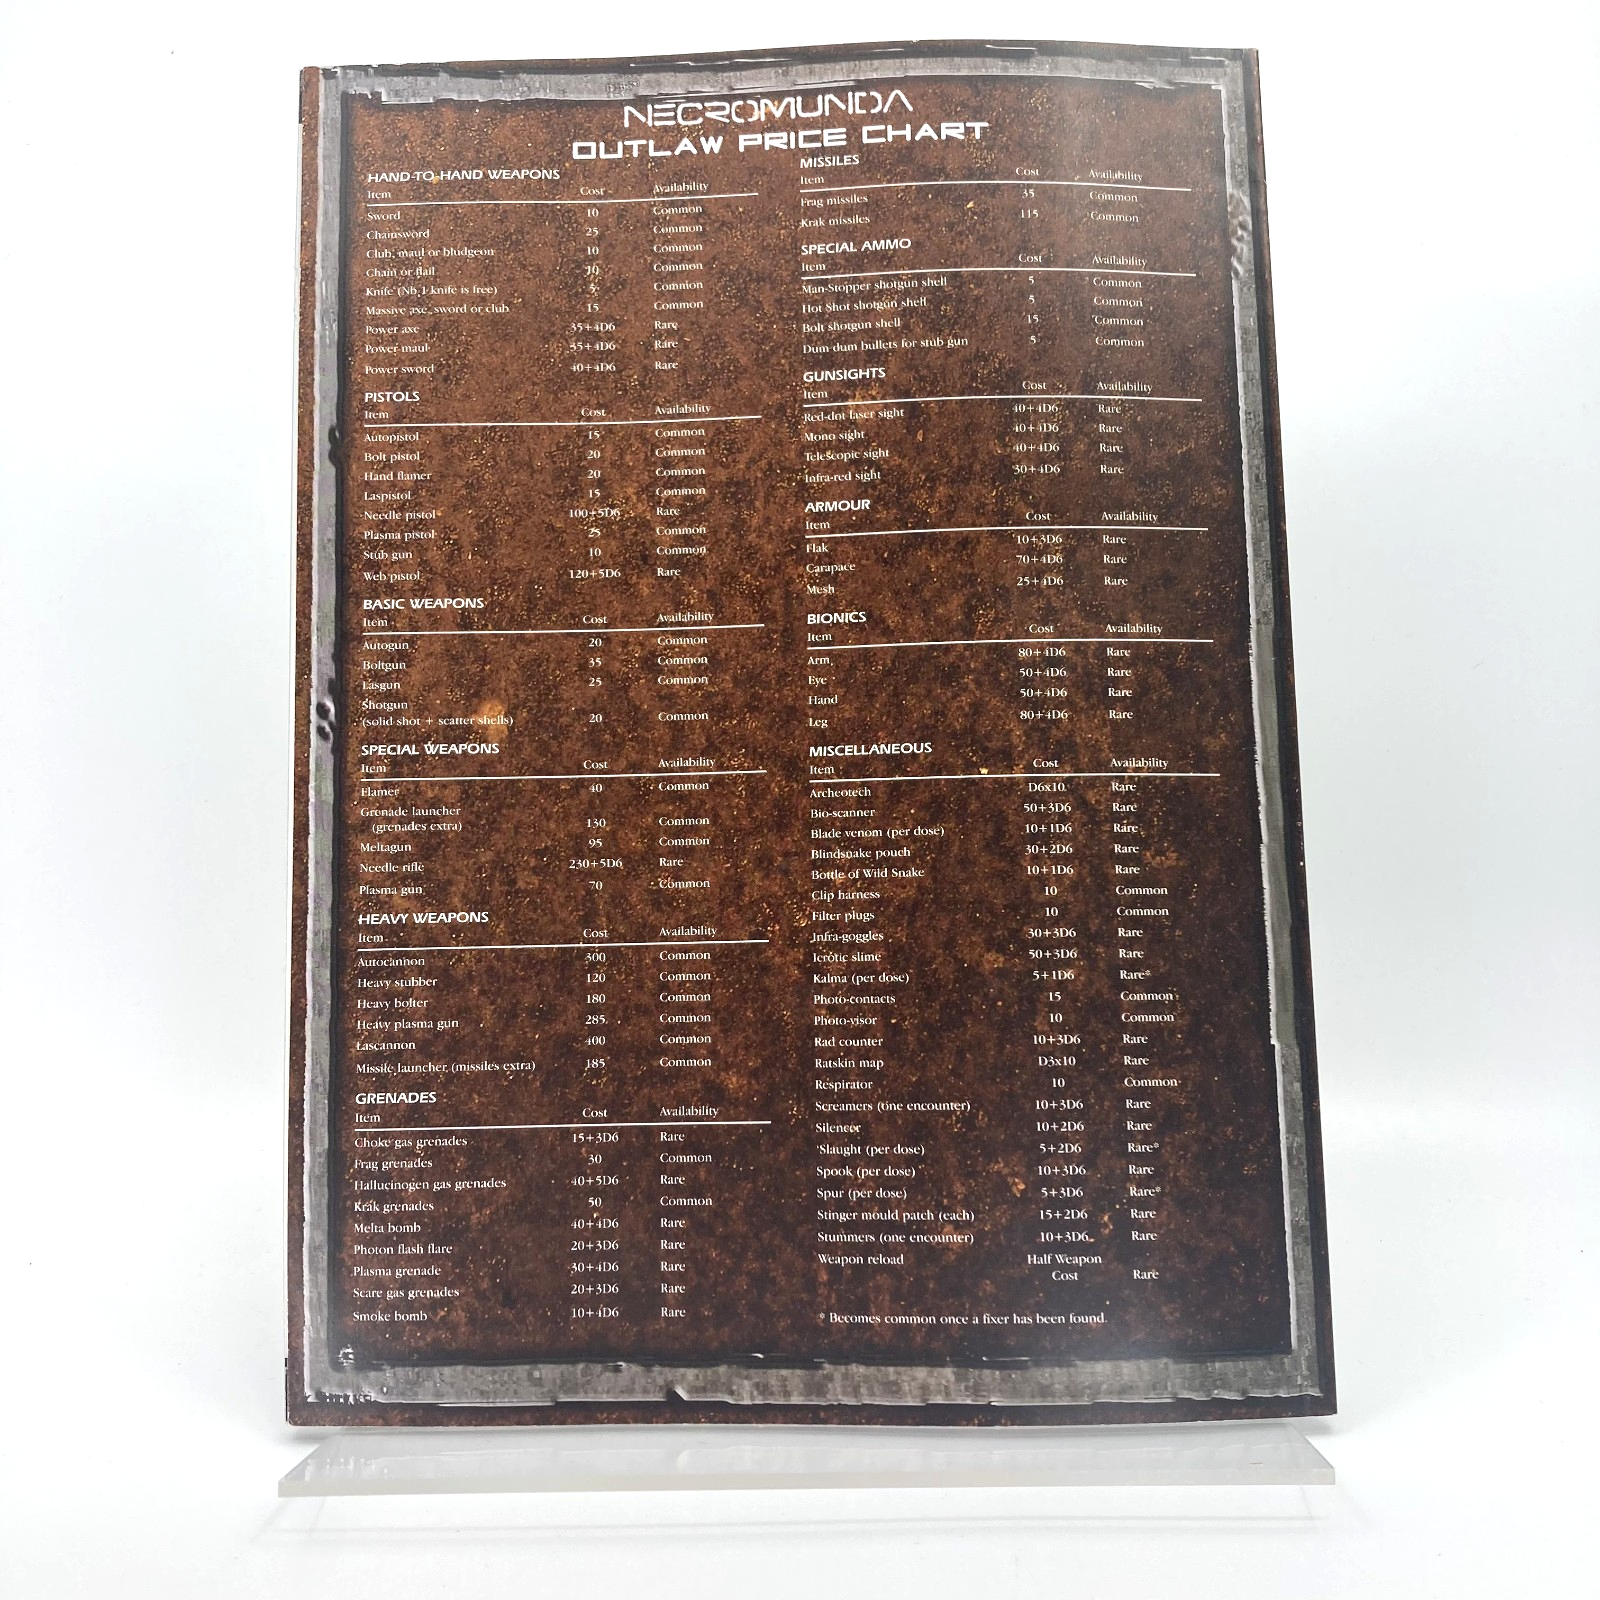 NECROMUNDA
OUTLAW PRICE CHART
HAND-TO-HAND WEAPONS
Item Cost Availability
Sword 10 Common
Chainsword 25 Common
Club, maul or bludgeon 10 Common
Chain or flail 10 Common
Knife (Nb,1 knife is free) 5 Common
Massive axe, sword or club 15 Common
Power axe 35+4D6 Rare
Power maul 35+4D6 Rare
Power sword 40+4D6 Rare
PISTOLS
Item Cost Availability
Autopistol 15 Common
Bolt pistol 20 Common
Hand flamer 20 Common
Laspistol 15 Common
Needle pistol 100+5D6 Rare
Plasma pistol 25 Common
Stub gun 10 Common
Web pistol 120+5D6 Rare
BASIC WEAPONS
Item Cost Availability
Autogun 20 Common
Boltgun 35 Common
Lasgun 25 Common
Shotgun
(solid shot + scatter shells) 20 Common
SPECIAL WEAPONS
Item Cost Availability
Flamer 40 Common
Grenade launcher
(grenades extra) 130 Common
Meltagun 95 Common
Needle rifle 230+5D6 Rare
Plasma gun 70 Common
HEAVY WEAPONS
Item Cost Availability
Autocannon 300 Common
Heavy stubber 120 Common
Heavy bolter 180 Common
Heavy plasma gun 285 Common
Lascannon 400 Common
Missile launcher (missiles extra) 185 Common
GRENADES
Item Cost Availability
Choke gas grenades 15+3D6 Rare
Frag grenades 30 Common
Hallucinogen gas grenades 40+5D6 Rare
Krak grenades 50 Common
Melta bomb 40+4D6 Rare
Photon flash flare 20+3D6 Rare
Plasma grenade 30+4D6 Rare
Scare gas grenades 20+3D6 Rare
Smoke bomb 10+4D6 Rare
MISSILES
Item Cost Availability
Frag missiles 35 Common
Krak missiles 115 Common
SPECIAL AMMO
Item Cost Availability
Man-Stopper shotgun shell 5 Common
Hot Shot shotgun shell 5 Common
Bolt shotgun shell 15 Common
Dum dum bullets for stub gun 5 Common
GUNSIGHTS
Item Cost Availability
Red-dot laser sight 40+4D6 Rare
Mono sight 40+4D6 Rare
Telescopic sight 40+4D6 Rare
Infra-red sight 30+4D6 Rare
ARMOUR
Item Cost Availability
Flak 10+3D6 Rare
Carapace 70+4D6 Rare
Mesh 25+4D6 Rare
BIONICS
Item Cost Availability
Arm 80+4D6 Rare
Eye 50+4D6 Rare
Hand 50+4D6 Rare
Leg 80+4D6 Rare
MISCELLANEOUS
Item Cost Availability
Archeotech D6x10 Rare
Bio-scanner 50+3D6 Rare
Blade venom (per dose) 10+1D6 Rare
Blindsnake pouch 30+2D6 Rare
Bottle of Wild Snake 10+1D6 Rare
Clip harness 10 Common
Filter plugs 10 Common
Infra-goggles 30+3D6 Rare
Icrotic slime 50+3D6 Rare
Kalma (per dose) 5+1D6 Rare*
Photo-contacts 15 Common
Photo-visor 10 Common
Rad counter 10+3D6 Rare
Ratskin map D3x10 Rare
Respirator 10 Common
Screamers (one encounter) 10+3D6 Rare
Silencer 10+2D6 Rare
'Slaught (per dose) 5+2D6 Rare*
Spook (per dose) 10+3D6 Rare
Spur (per dose) 5+3D6 Rare*
Stinger mould patch (each) 15+2D6 Rare
Stummers (one encounter) 10+3D6 Rare
Weapon reload Half Weapon
Cost Rare
* Becomes common once a fixer has been found.